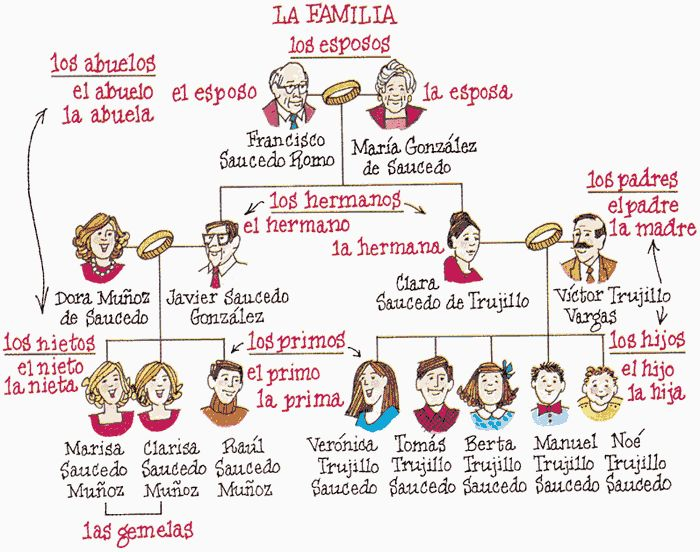 LA FAMILIA
los esposos
los abuelos
el abuelo
la abuela
el esposo
la esposa
Francisco
Saucedo Romo
María González
de Saucedo
los hermanos
el hermano
la hermana
los padres
el padre
la madre
Dora Muñoz
de Saucedo
Javier Saucedo
González
Clara
Saucedo de Trujillo
Víctor Trujillo
Vargas
los nietos
el nieto
la nieta
los primos
el primo
la prima
los hijos
el hijo
la hija
Marisa
Saucedo
Muñoz
Clarisa
Saucedo
Muñoz
Raúl
Saucedo
Muñoz
Verónica
Trujillo
Saucedo
Tomás
Trujillo
Saucedo
Berta
Trujillo
Saucedo
Manuel
Trujillo
Saucedo
Noé
Trujillo
Saucedo
las gemelas